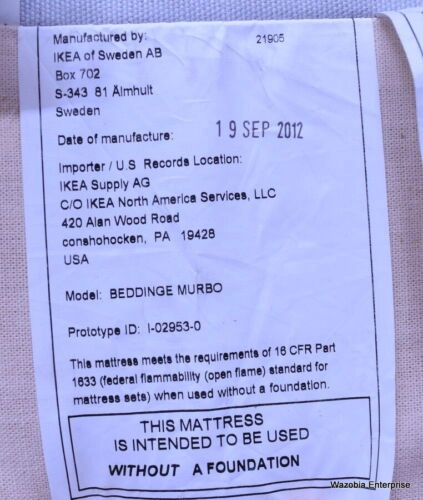 Manufactured by: 21905
IKEA of Sweden AB
Box 702
S-343 81 Älmhult
Sweden
Date of manufacture: 19 SEP 2012
Importer / U.S Records Location:
IKEA Supply AG
C/O IKEA North America Services, LLC
420 Alan Wood Road
conshohocken, PA 19428
USA
Model: BEDDINGE MURBO
Prototype ID: I-02953-0
This mattress meets the requirements of 16 CFR Part
1633 (federal flammability (open flame) standard for
mattress sets) when used without a foundation.
THIS MATTRESS
IS INTENDED TO BE USED
WITHOUT A FOUNDATION
Wazobia Enterprise